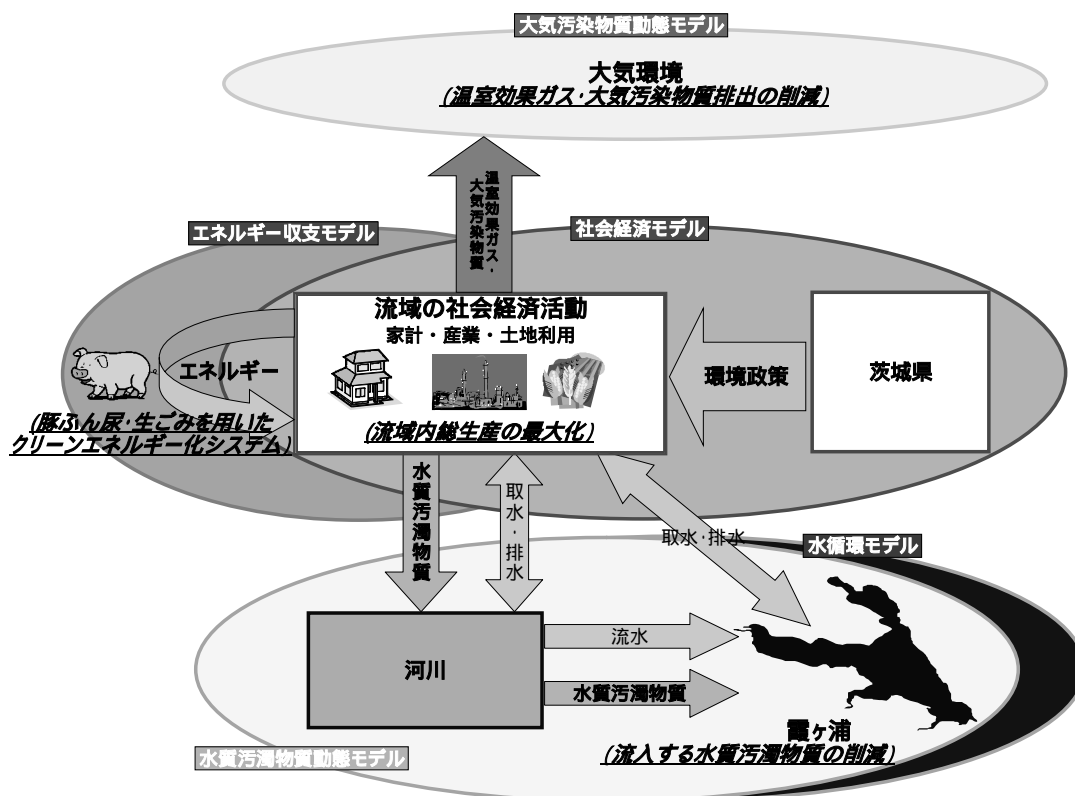 大気汚染物質動態モデル
大気環境
(温室効果ガス・大気汚染物質排出の削減)
温室効果ガス・
大気汚染物質
エネルギー収支モデル
社会経済モデル
流域の社会経済活動
家計・産業・土地利用
(流域内総生産の最大化)
エネルギー
(豚ふん尿・生ごみを用いた
クリーンエネルギー化システム)
環境政策
茨城県
水質汚濁物質
取水・排水
取水・排水
水循環モデル
河川
流水
水質汚濁物質
霞ヶ浦
(流入する水質汚濁物質の削減)
水質汚濁物質動態モデル